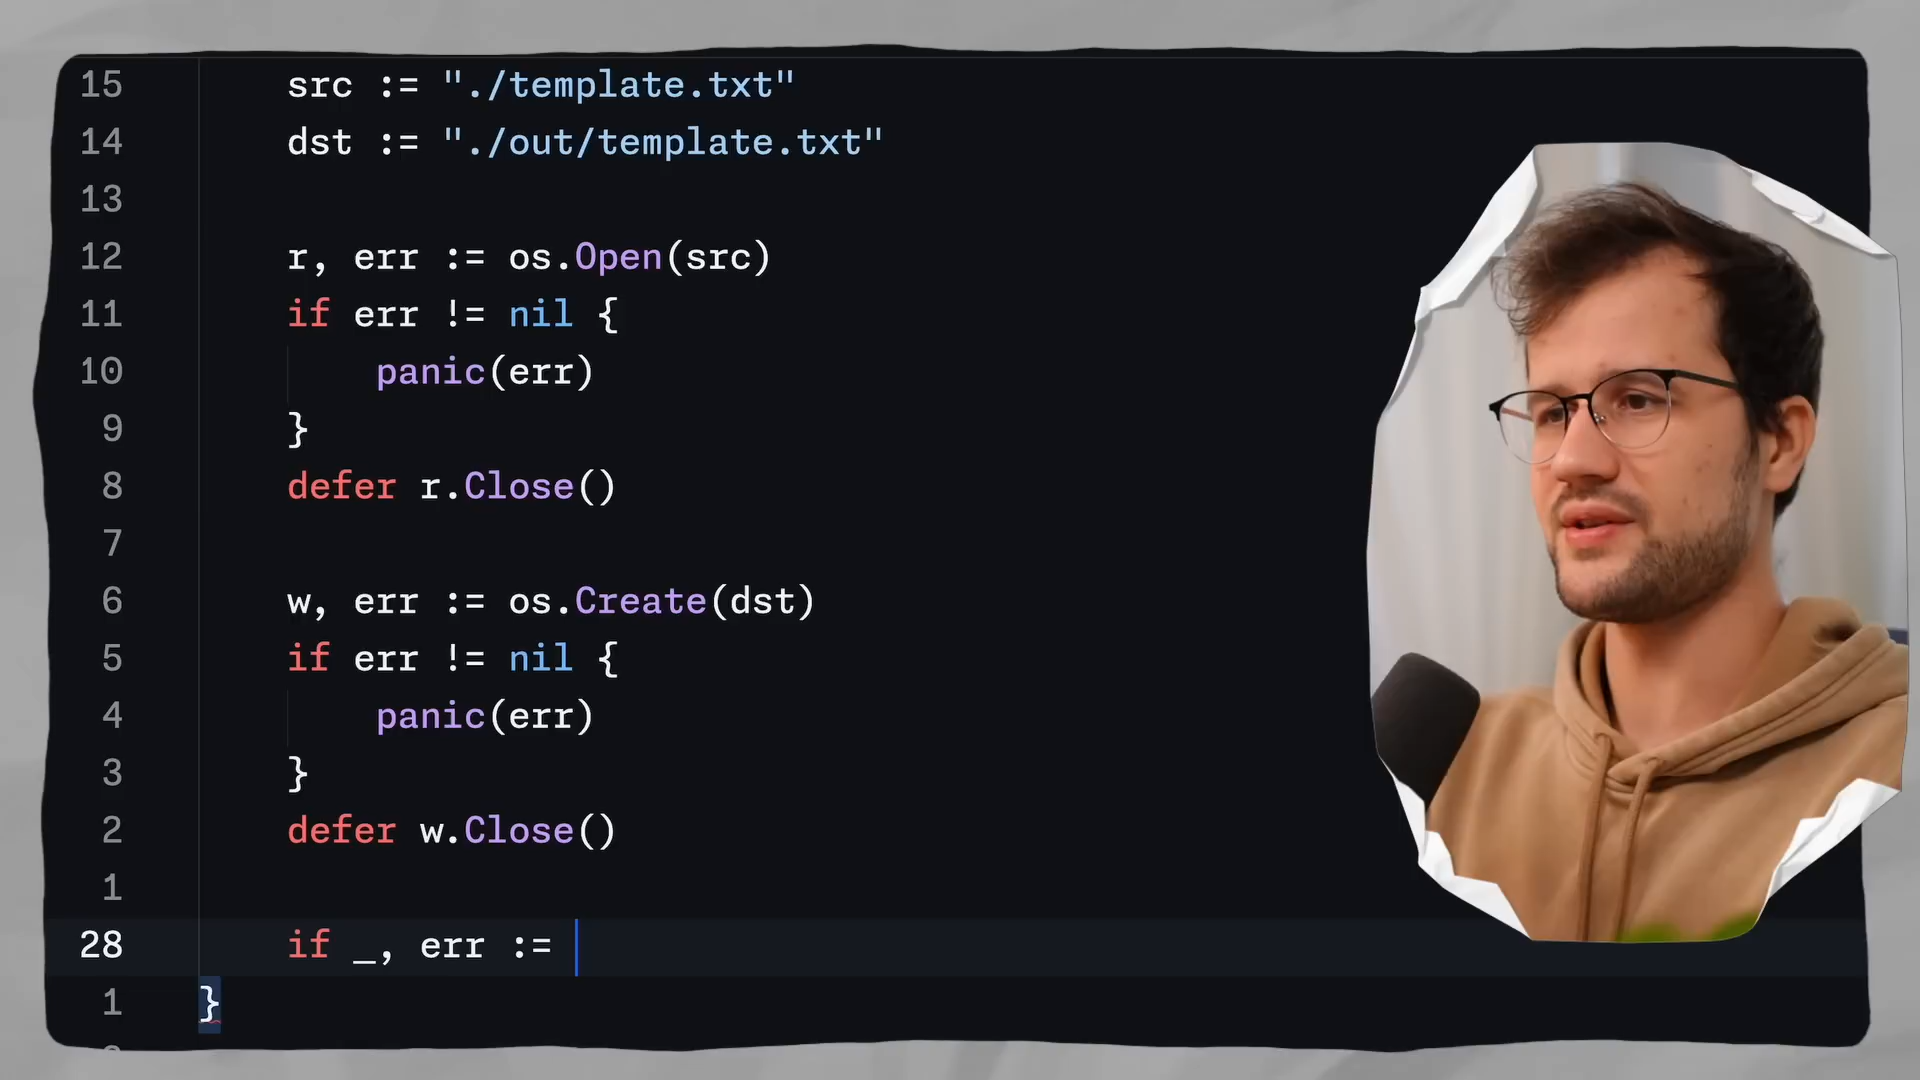 15 src := "./template.txt"
14 dst := "./out/template.txt"
13
12 r, err := os.Open(src)
11 if err != nil {
10 panic(err)
9 }
8 defer r.Close()
7
6 w, err := os.Create(dst)
5 if err != nil {
4 panic(err)
3 }
2 defer w.Close()
1
28 if _, err :=
1 }